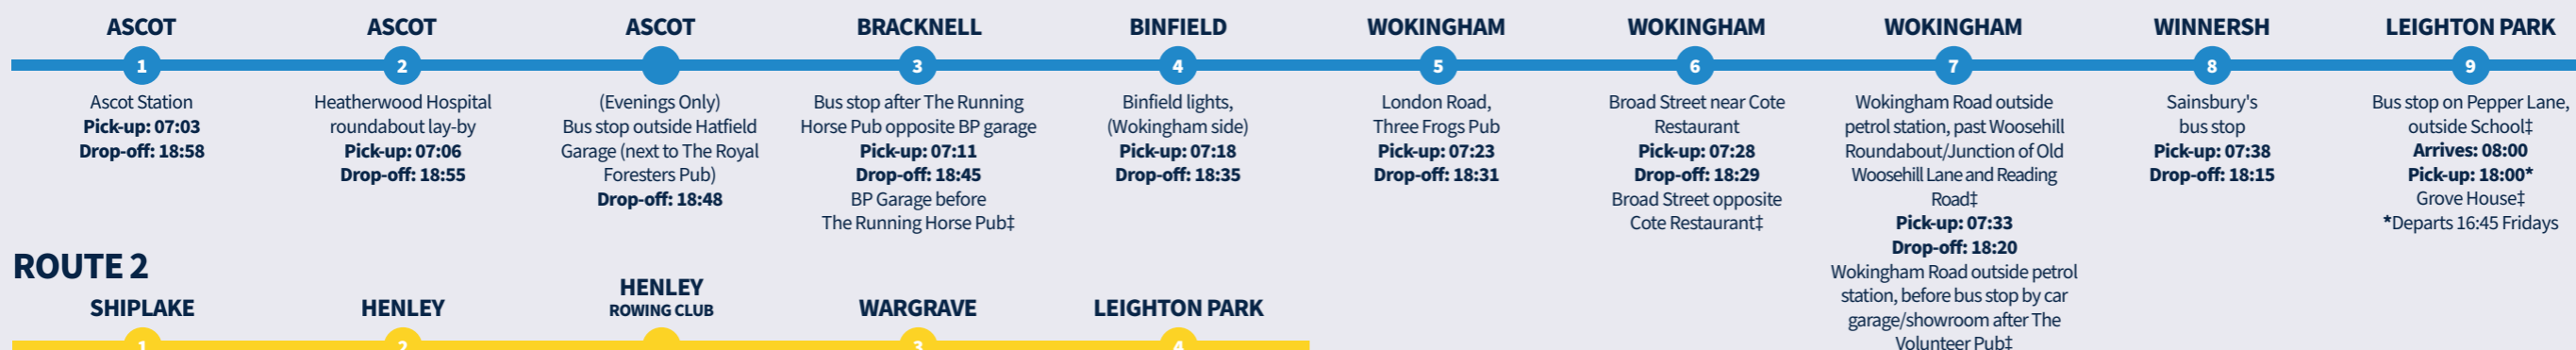 ASCOT
1
Ascot Station
Pick-up: 07:03
Drop-off: 18:58
ASCOT
2
Heatherwood Hospital
roundabout lay-by
Pick-up: 07:06
Drop-off: 18:55
ASCOT
(Evenings Only)
Bus stop outside Hatfield
Garage (next to The Royal
Foresters Pub)
Drop-off: 18:48
BRACKNELL
3
Bus stop after The Running
Horse Pub opposite BP garage
Pick-up: 07:11
Drop-off: 18:45
BP Garage before
The Running Horse Pub‡
BINFIELD
4
Binfield lights,
(Wokingham side)
Pick-up: 07:18
Drop-off: 18:35
WOKINGHAM
5
London Road,
Three Frogs Pub
Pick-up: 07:23
Drop-off: 18:31
WOKINGHAM
6
Broad Street near Cote
Restaurant
Pick-up: 07:28
Drop-off: 18:29
Broad Street opposite
Cote Restaurant‡
WOKINGHAM
7
Wokingham Road outside
petrol station, past Woosehill
Roundabout/Junction of Old
Woosehill Lane and Reading
Road‡
Pick-up: 07:33
Drop-off: 18:20
Wokingham Road outside petrol
station, before bus stop by car
garage/showroom after The
Volunteer Pub‡
WINNERSH
8
Sainsbury's
bus stop
Pick-up: 07:38
Drop-off: 18:15
LEIGHTON PARK
9
Bus stop on Pepper Lane,
outside School‡
Arrives: 08:00
Pick-up: 18:00*
Grove House‡
*Departs 16:45 Fridays
ROUTE 2
SHIPLAKE
1
HENLEY
2
HENLEY
ROWING CLUB
WARGRAVE
3
LEIGHTON PARK
4